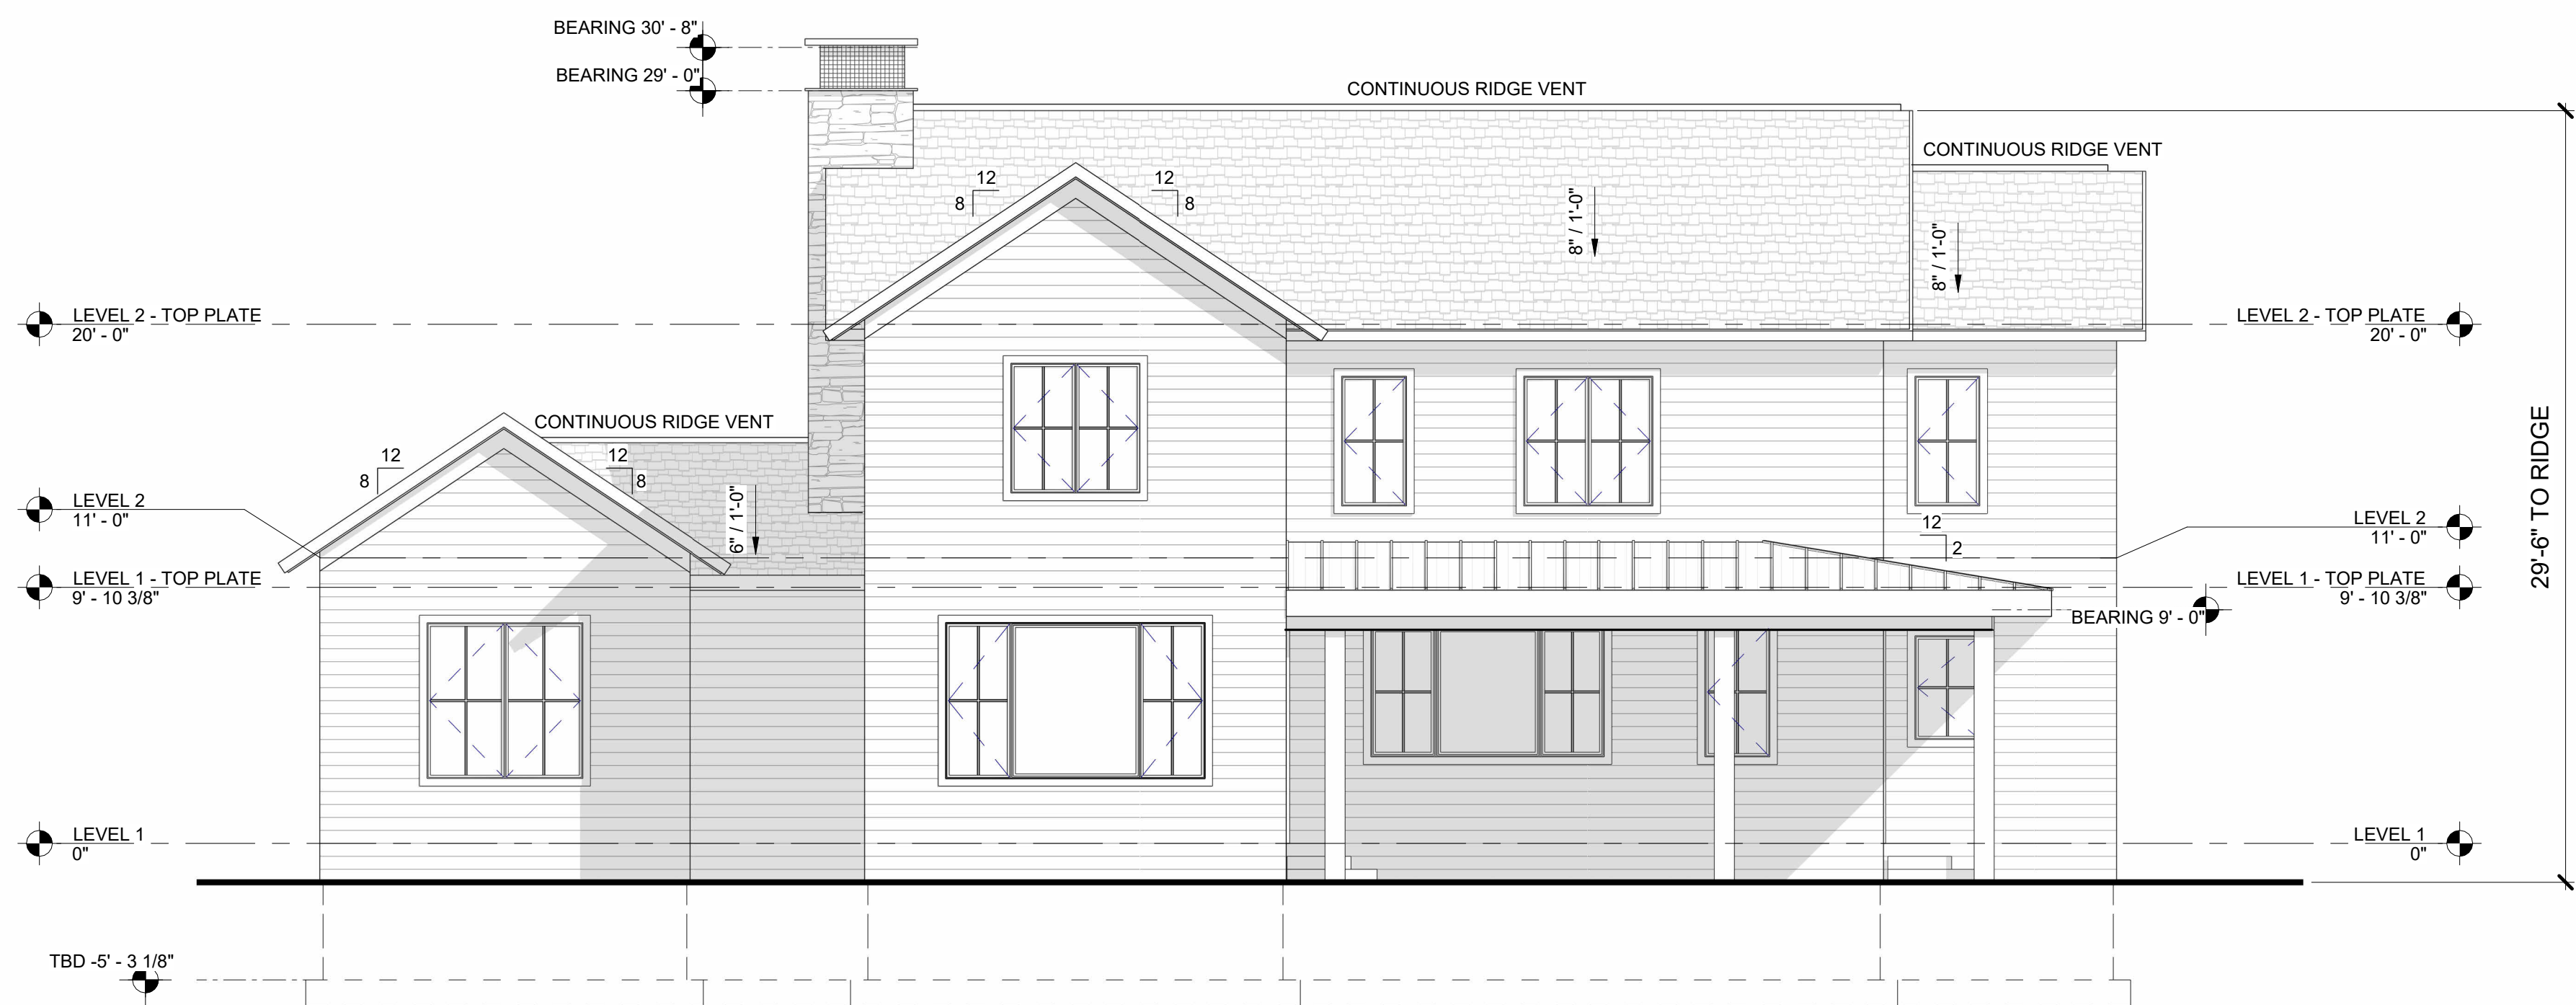 BEARING 30' - 8"
BEARING 29' - 0"
CONTINUOUS RIDGE VENT
CONTINUOUS RIDGE VENT
12
8
12
8
8" / 1'-0"
8" / 1'-0"
LEVEL 2 - TOP PLATE
20' - 0"
LEVEL 2 - TOP PLATE
20' - 0"
CONTINUOUS RIDGE VENT
12
8
12
8
6" / 1'-0"
LEVEL 2
11' - 0"
12
2
LEVEL 2
11' - 0"
29'-6" TO RIDGE
LEVEL 1 - TOP PLATE
9' - 10 3/8"
LEVEL 1 - TOP PLATE
9' - 10 3/8"
BEARING 9' - 0"
LEVEL 1
0"
LEVEL 1
0"
TBD -5' - 3 1/8"